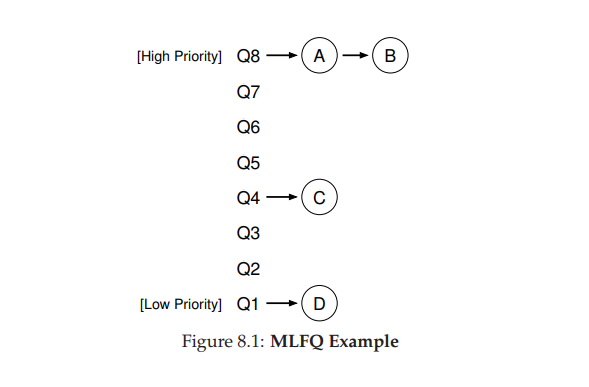 [High Priority] Q8 A B
Q7
Q6
Q5
Q4 C
Q3
Q2
[Low Priority] Q1 D
Figure 8.1: MLFQ Example